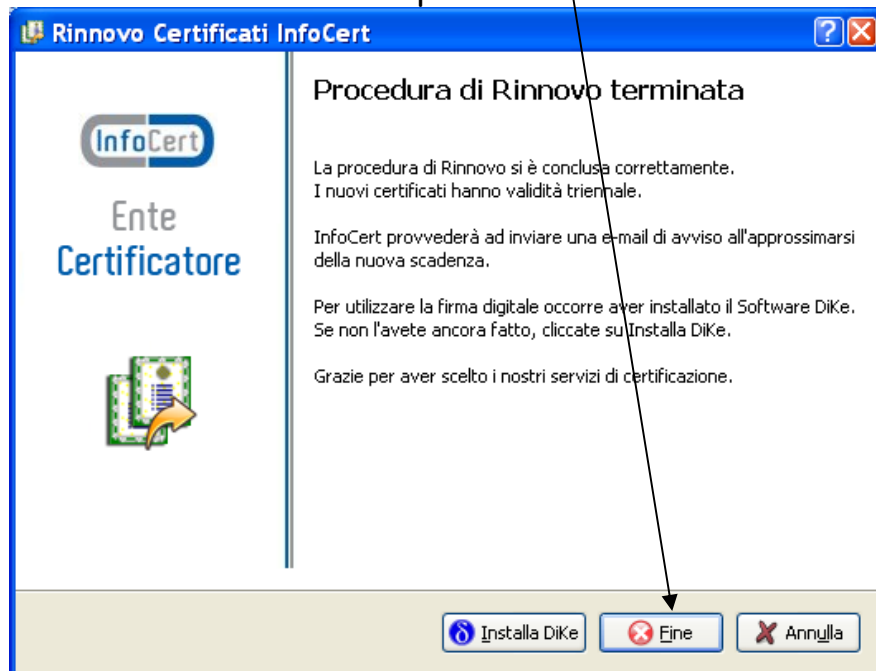 Rinnovo Certificati InfoCert
InfoCert
Ente
Certificatore
Procedura di Rinnovo terminata
La procedura di Rinnovo si è conclusa correttamente.
I nuovi certificati hanno validità triennale.
InfoCert provvederà ad inviare una e-mail di avviso all'approssimarsi
della nuova scadenza.
Per utilizzare la firma digitale occorre aver installato il Software DiKe.
Se non l'avete ancora fatto, cliccate su Installa DiKe.
Grazie per aver scelto i nostri servizi di certificazione.
Installa DiKe
Fine
Annulla